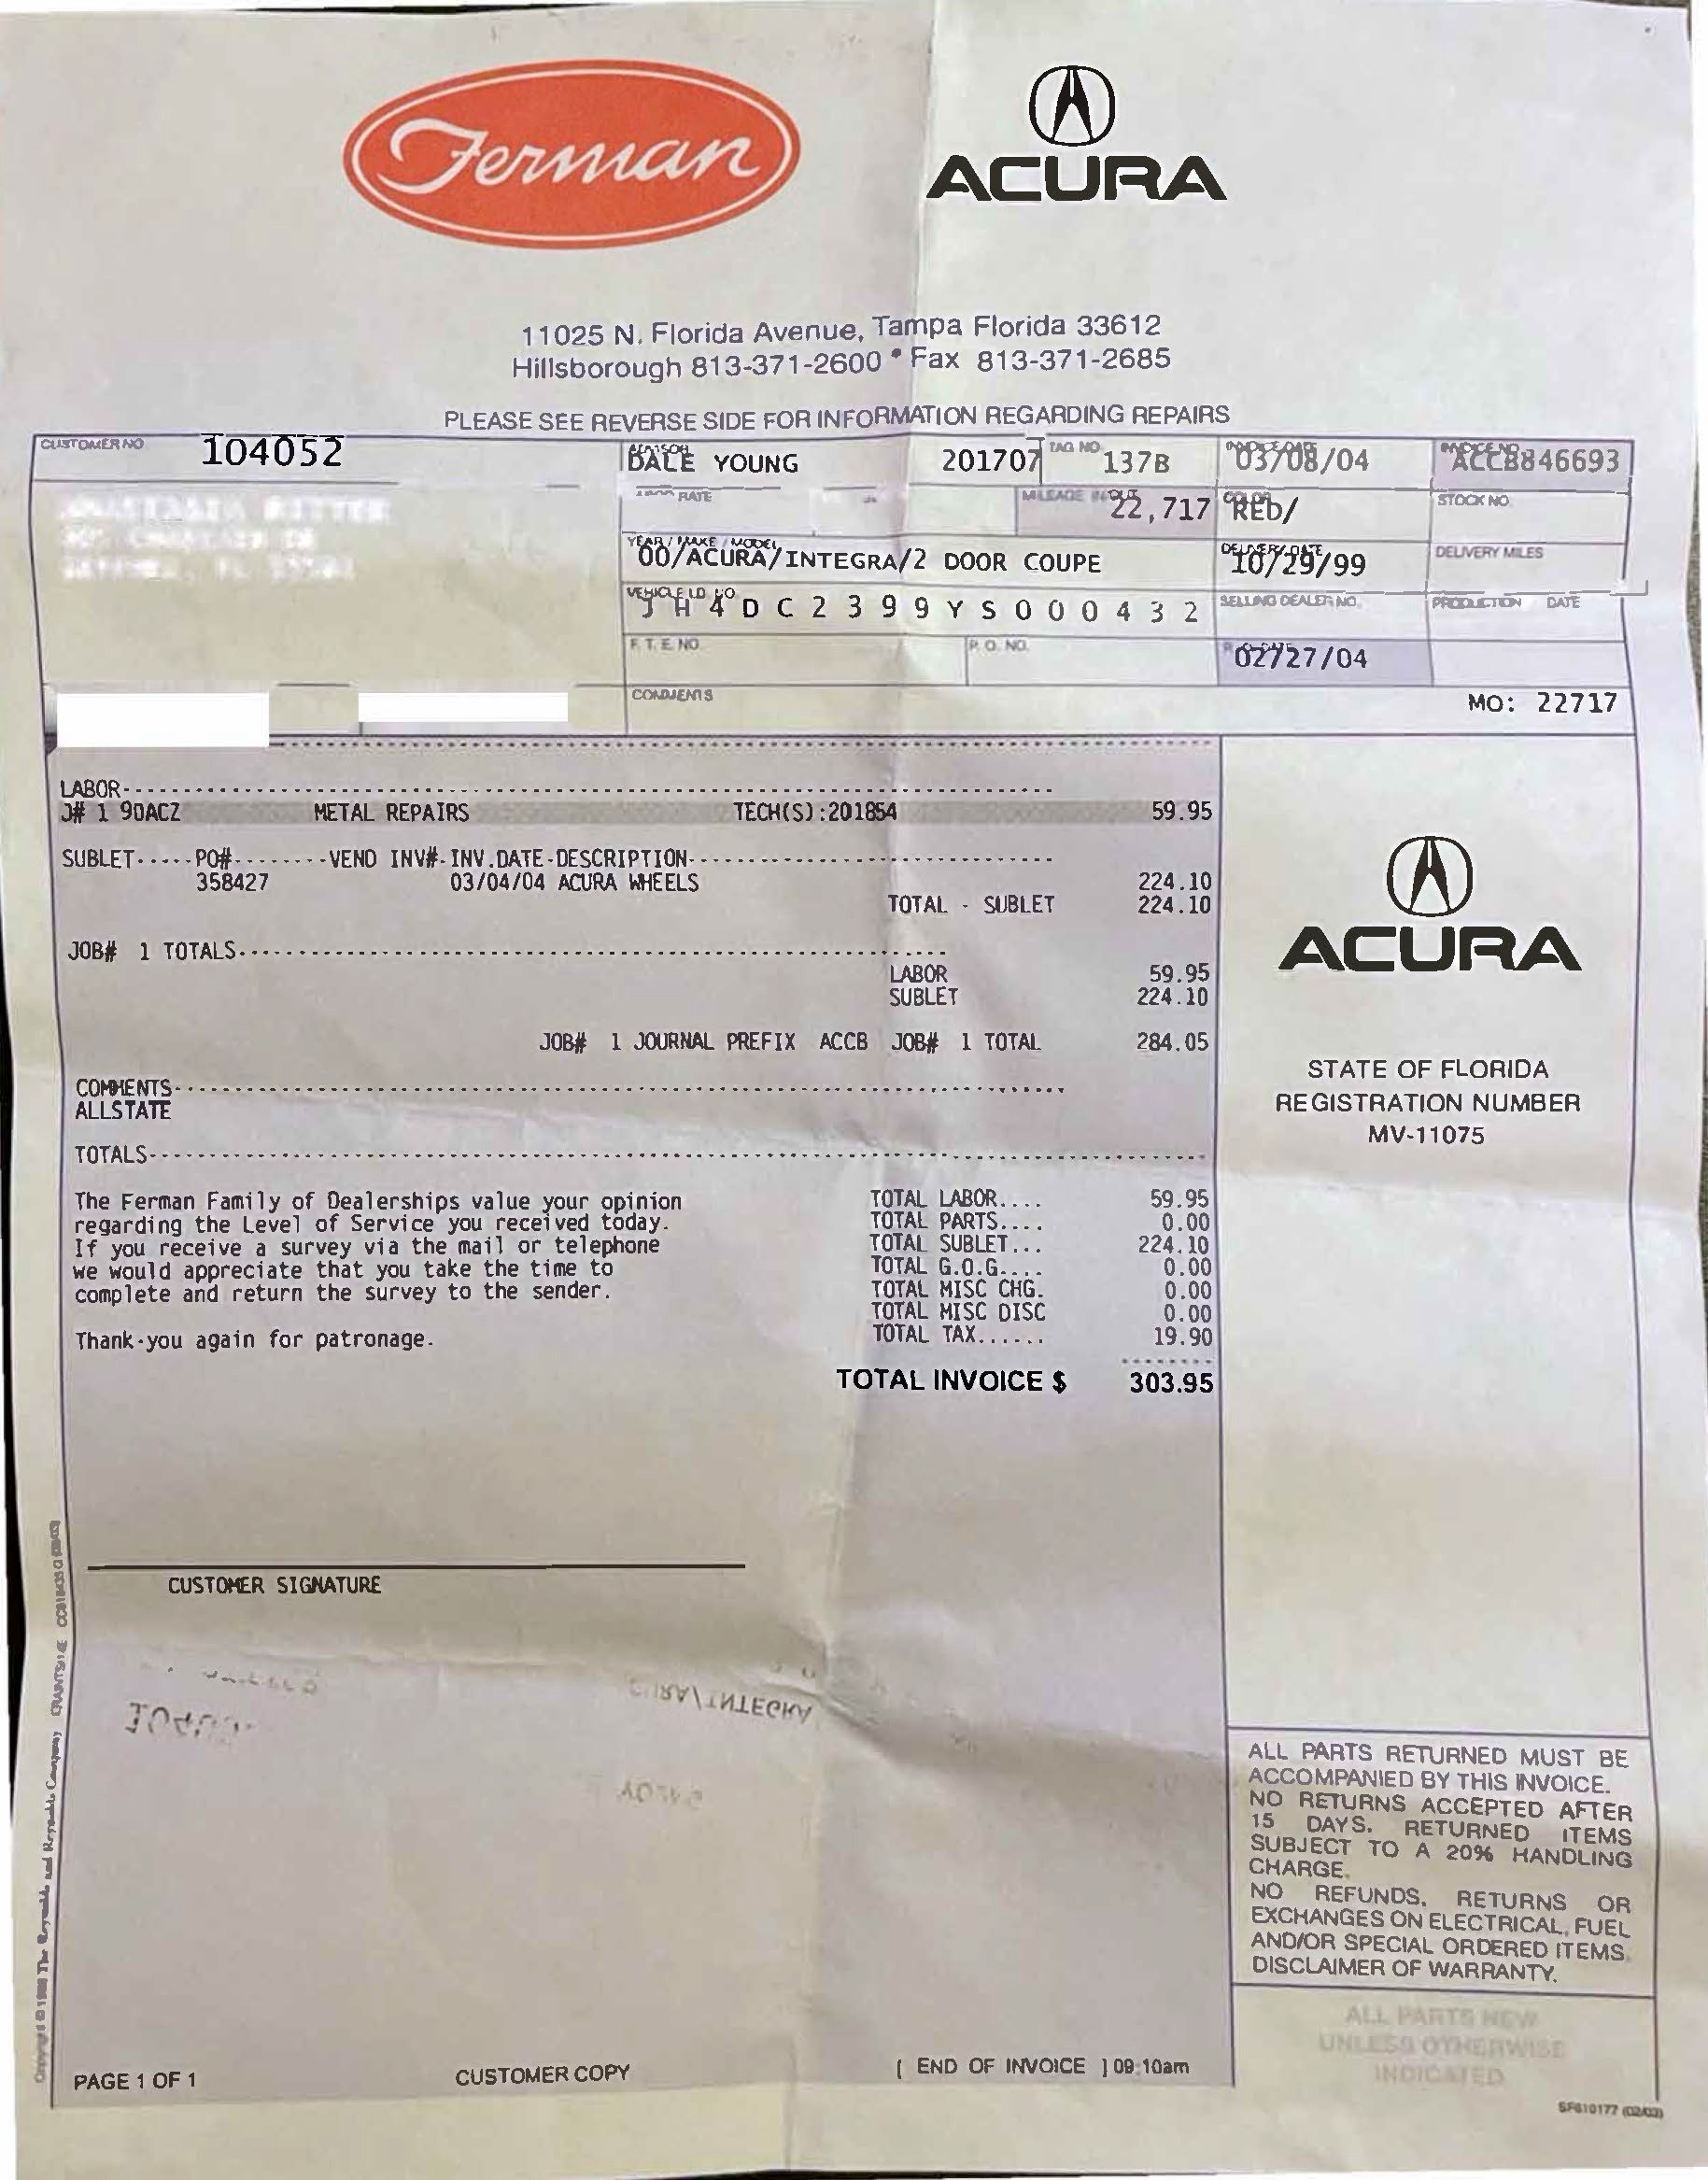 Ferman
ACURA
11025 N. Florida Avenue, Tampa Florida 33612
Hillsborough 813-371-2600 • Fax 813-371-2685
PLEASE SEE REVERSE SIDE FOR INFORMATION REGARDING REPAIRS
CUSTOMER NO 104052 DALE YOUNG 201707 TAG NO 137B 03/08/04 ACCB846693
RATE MILEAGE 22,717 RED/ STOCK NO.
YEAR / MAKE / MODEL 00/ACURA/INTEGRA/2 DOOR COUPE DELIVERY DATE 10/29/99 DELIVERY MILES
VEHICLE I.D. NO. J H 4 D C 2 3 9 9 Y S 0 0 0 4 3 2 SELLING DEALER NO. PRODUCTION DATE
F. T. E. NO. P. O. NO. 02/27/04
COMMENTS MO: 22717
LABOR
J# 1 90ACZ METAL REPAIRS TECH(S):201854 59.95
SUBLET-----PO#--------VEND INV#-INV.DATE-DESCRIPTION
358427 03/04/04 ACURA WHEELS 224.10
TOTAL - SUBLET 224.10
JOB# 1 TOTALS
LABOR 59.95
SUBLET 224.10
JOB# 1 JOURNAL PREFIX ACCB JOB# 1 TOTAL 284.05
COMMENTS
ALLSTATE
TOTALS
The Ferman Family of Dealerships value your opinion
regarding the Level of Service you received today.
If you receive a survey via the mail or telephone
we would appreciate that you take the time to
complete and return the survey to the sender.
Thank-you again for patronage.
TOTAL LABOR.... 59.95
TOTAL PARTS.... 0.00
TOTAL SUBLET... 224.10
TOTAL G.O.G.... 0.00
TOTAL MISC CHG. 0.00
TOTAL MISC DISC 0.00
TOTAL TAX...... 19.90
TOTAL INVOICE $ 303.95
CUSTOMER SIGNATURE
ACURA
STATE OF FLORIDA
REGISTRATION NUMBER
MV-11075
ALL PARTS RETURNED MUST BE
ACCOMPANIED BY THIS INVOICE.
NO RETURNS ACCEPTED AFTER
15 DAYS. RETURNED ITEMS
SUBJECT TO A 20% HANDLING
CHARGE.
NO REFUNDS, RETURNS OR
EXCHANGES ON ELECTRICAL, FUEL
AND/OR SPECIAL ORDERED ITEMS.
DISCLAIMER OF WARRANTY.
ALL PARTS NEW
UNLESS OTHERWISE
INDICATED
PAGE 1 OF 1 CUSTOMER COPY [ END OF INVOICE ] 09:10am
SF610177 (02/03)